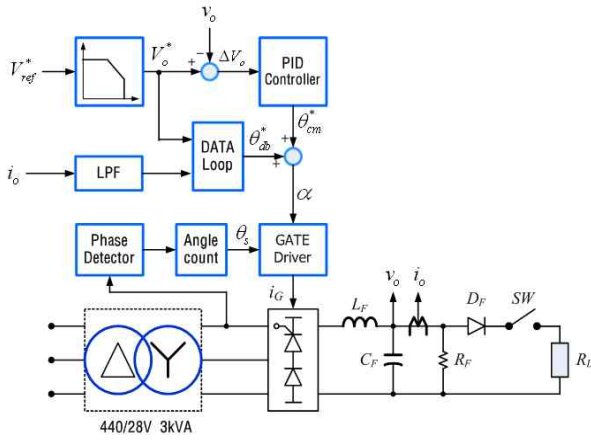 v_o
V*_ref
V_o^*
−
+
ΔV_o
PID
Controller
θ*_cm
DATA
Loop
θ*_db
+
+
i_o
LPF
α
Phase
Detector
Angle
count
θ_s
GATE
Driver
i_G
L_F
v_o
i_o
D_F
SW
C_F
R_F
R_L
440/28V 3kVA